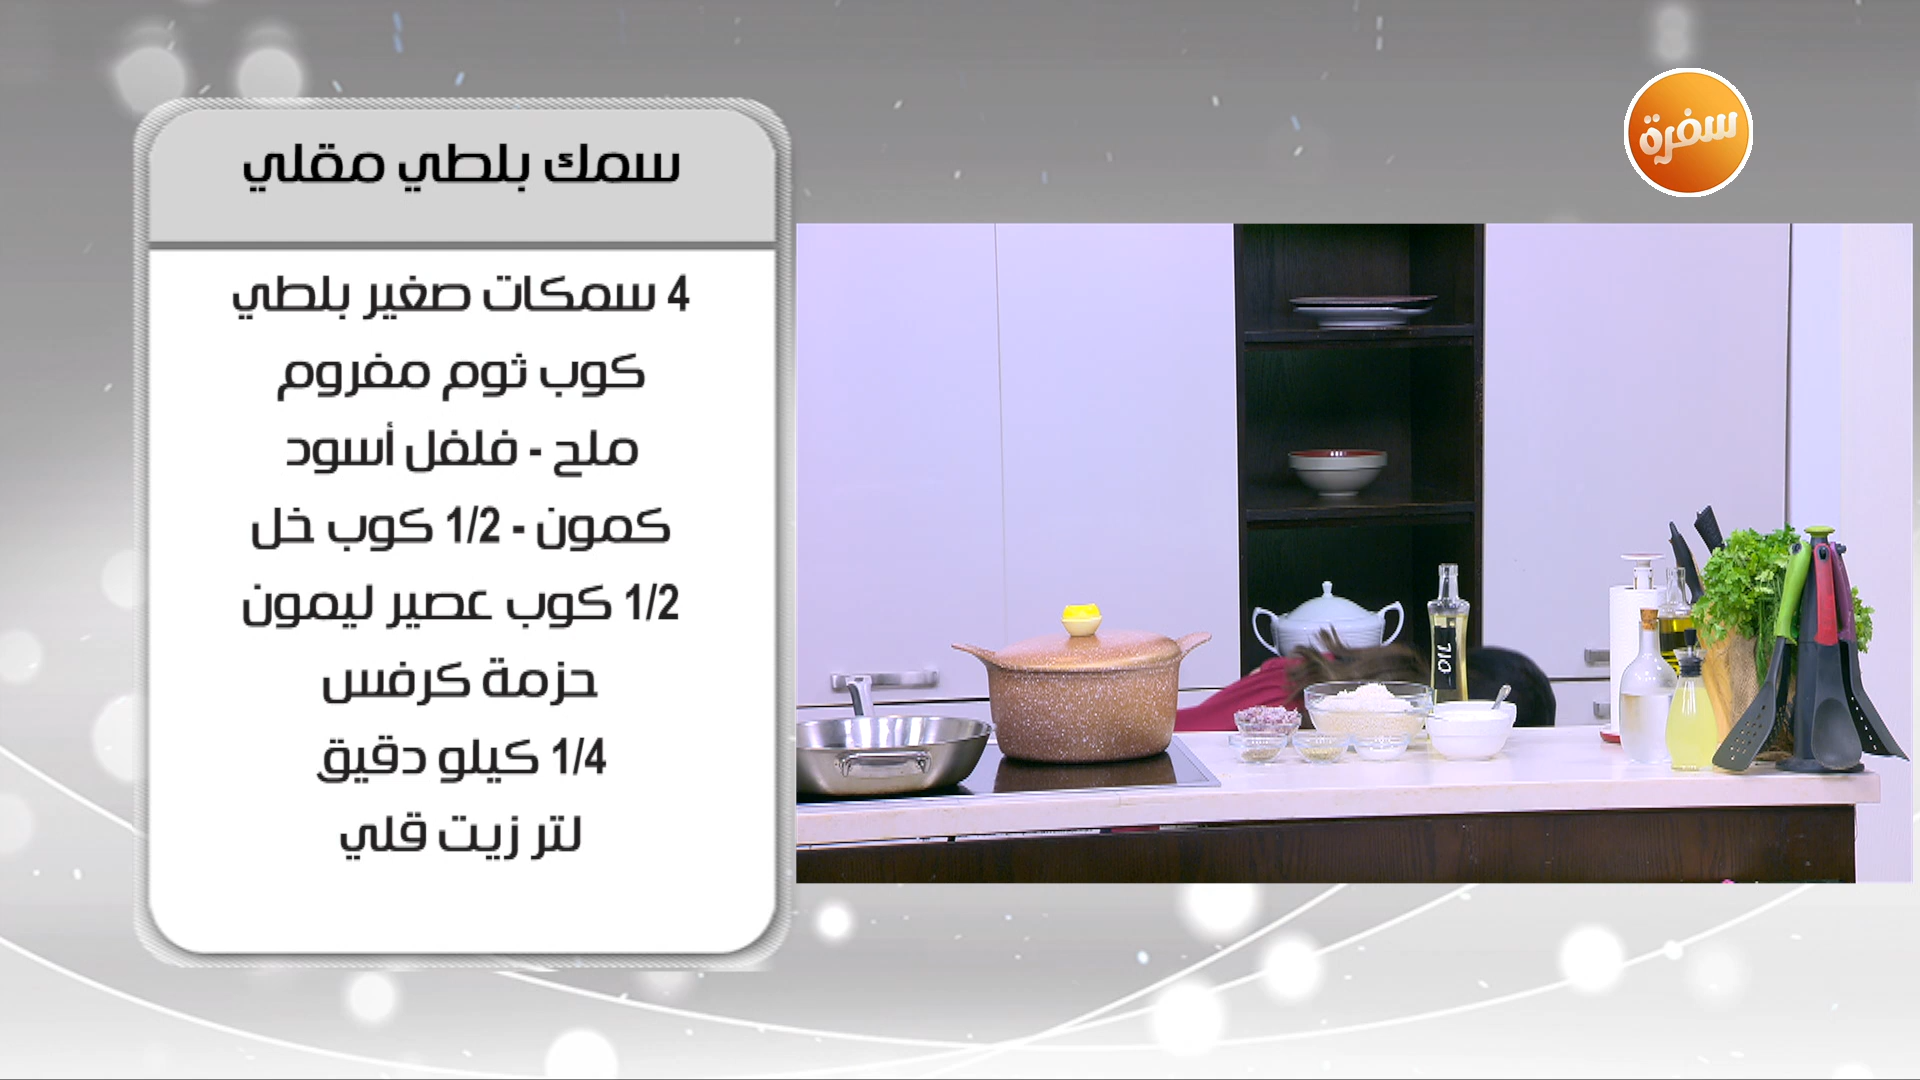 سفرة
سمك بلطي مقلي
4 سمكات صغير بلطي
كوب ثوم مفروم
ملح - فلفل أسود
كمون - 1/2 كوب خل
1/2 كوب عصير ليمون
حزمة كرفس
1/4 كيلو دقيق
لتر زيت قلي
OIL